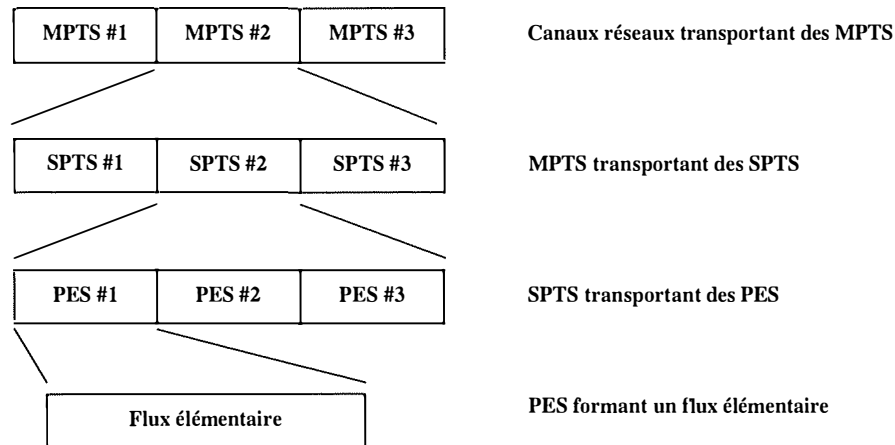 MPTS #1 MPTS #2 MPTS #3 Canaux réseaux transportant des MPTS
SPTS #1 SPTS #2 SPTS #3 MPTS transportant des SPTS
PES #1 PES #2 PES #3 SPTS transportant des PES
Flux élémentaire PES formant un flux élémentaire